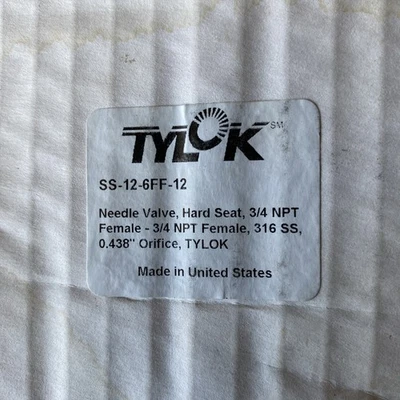 TYLOK SM
SS-12-6FF-12
Needle Valve, Hard Seat, 3/4 NPT
Female - 3/4 NPT Female, 316 SS,
0.438" Orifice, TYLOK
Made in United States